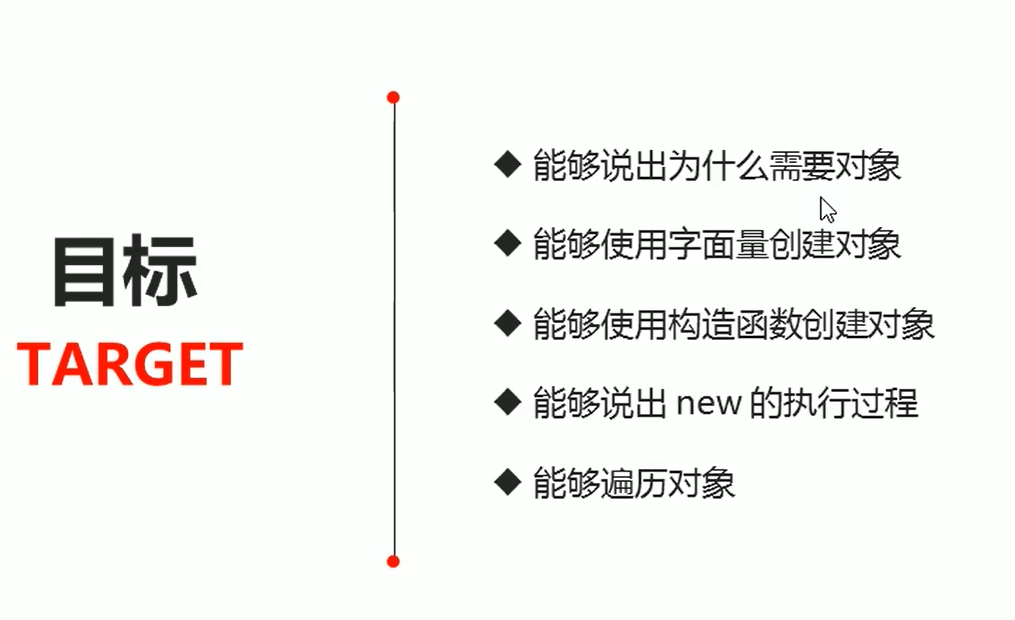 目标
TARGET
能够说出为什么需要对象
能够使用字面量创建对象
能够使用构造函数创建对象
能够说出 new 的执行过程
能够遍历对象